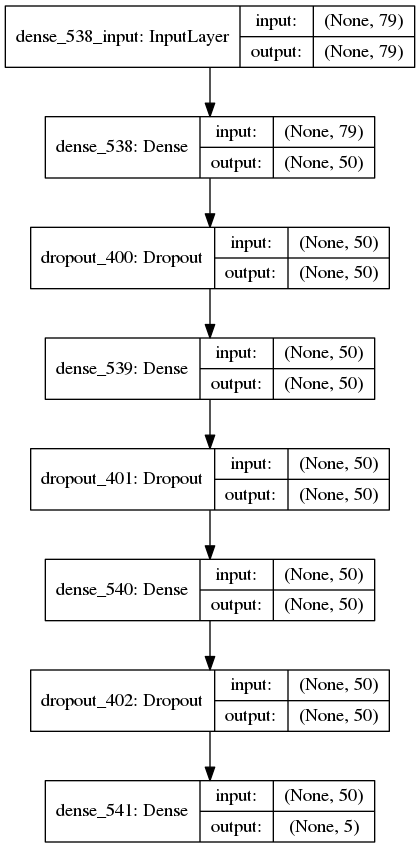 dense_538_input: InputLayer
input: (None, 79)
output: (None, 79)
dense_538: Dense
input: (None, 79)
output: (None, 50)
dropout_400: Dropout
input: (None, 50)
output: (None, 50)
dense_539: Dense
input: (None, 50)
output: (None, 50)
dropout_401: Dropout
input: (None, 50)
output: (None, 50)
dense_540: Dense
input: (None, 50)
output: (None, 50)
dropout_402: Dropout
input: (None, 50)
output: (None, 50)
dense_541: Dense
input: (None, 50)
output: (None, 5)